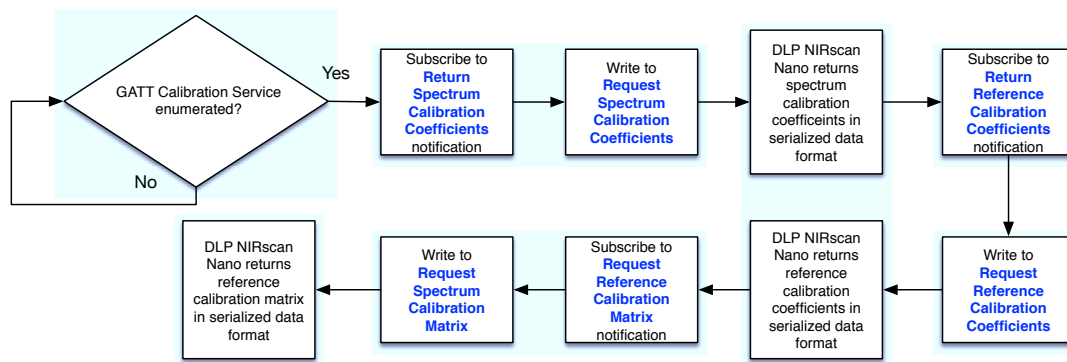 GATT Calibration Service
enumerated?
Yes
No
Subscribe to
Return
Spectrum
Calibration
Coefficients
notification
Write to
Request
Spectrum
Calibration
Coefficients
DLP NIRscan
Nano returns
spectrum
calibration
coefficeints in
serialized data
format
Subscribe to
Return
Reference
Calibration
Coefficients
notification
Write to
Request
Reference
Calibration
Coefficients
DLP NIRscan
Nano returns
reference
calibration
coefficients in
serialized data
format
Subscribe to
Request
Reference
Calibration
Matrix
notification
Write to
Request
Spectrum
Calibration
Matrix
DLP NIRscan
Nano returns
reference
calibration matrix
in serialized data
format